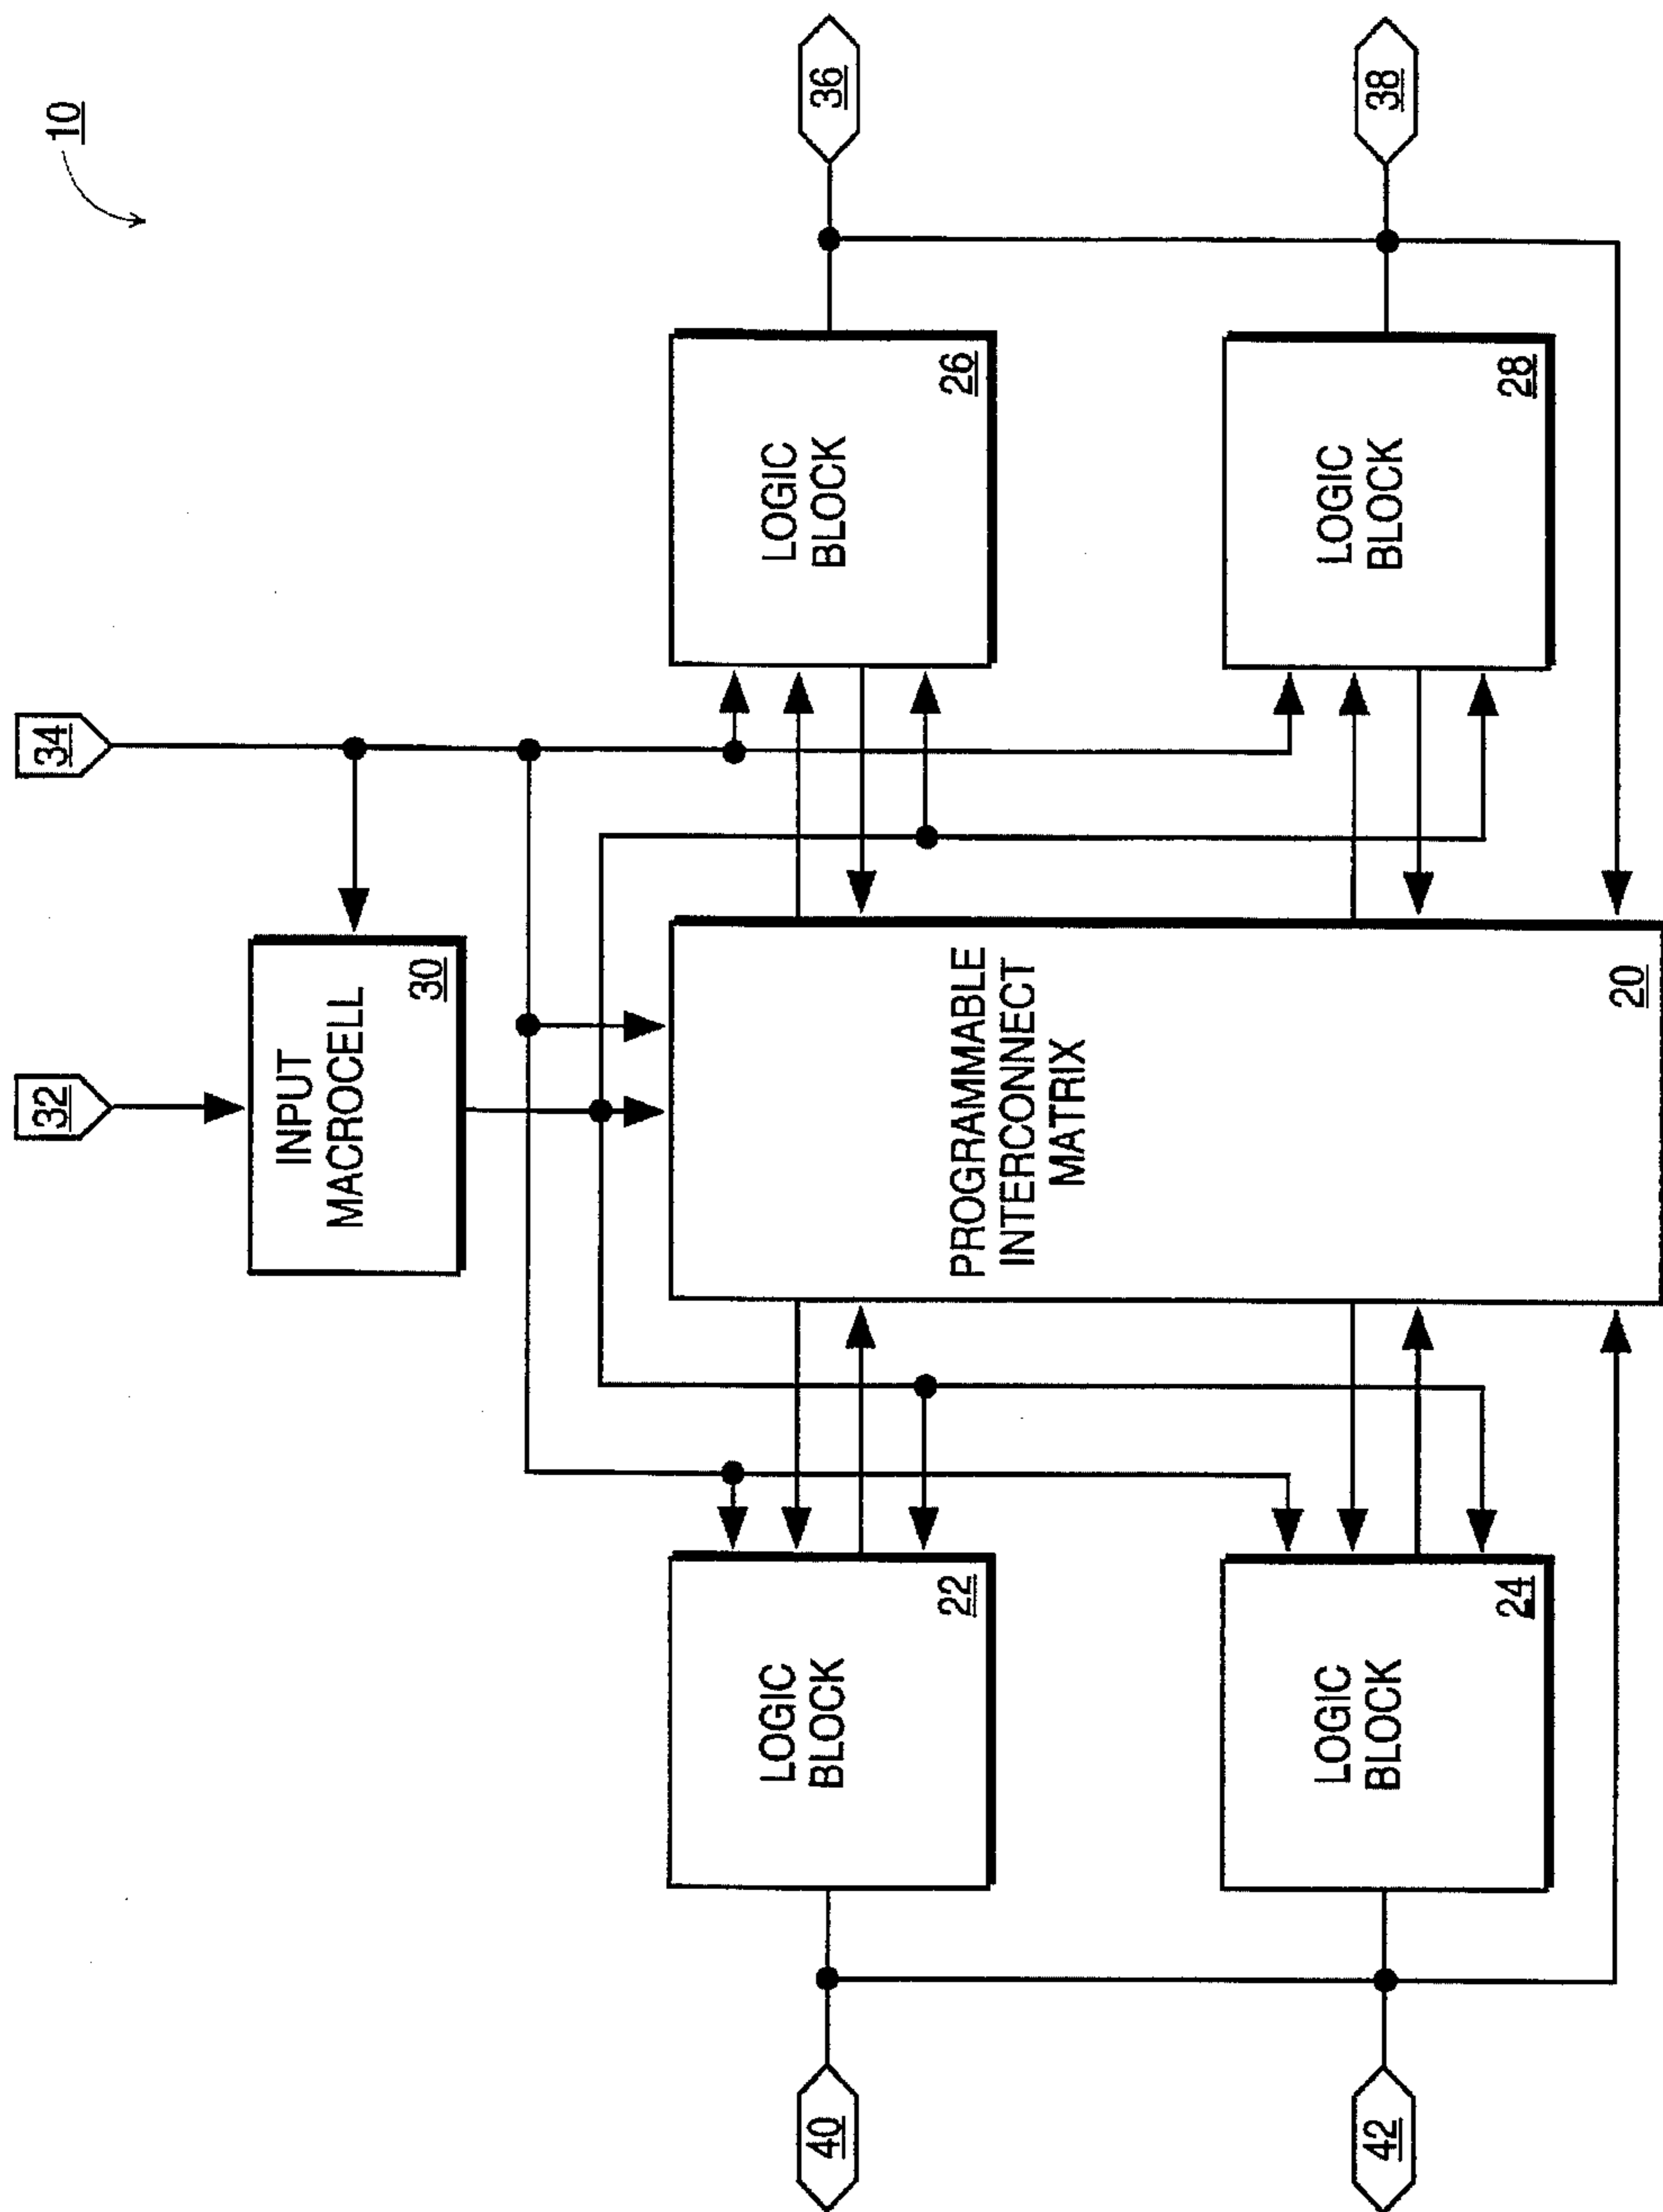 10
32
34
INPUT
MACROCELL
30
LOGIC
BLOCK
22
PROGRAMMABLE
INTERCONNECT
MATRIX
20
LOGIC
BLOCK
26
40
36
LOGIC
BLOCK
24
LOGIC
BLOCK
28
42
38